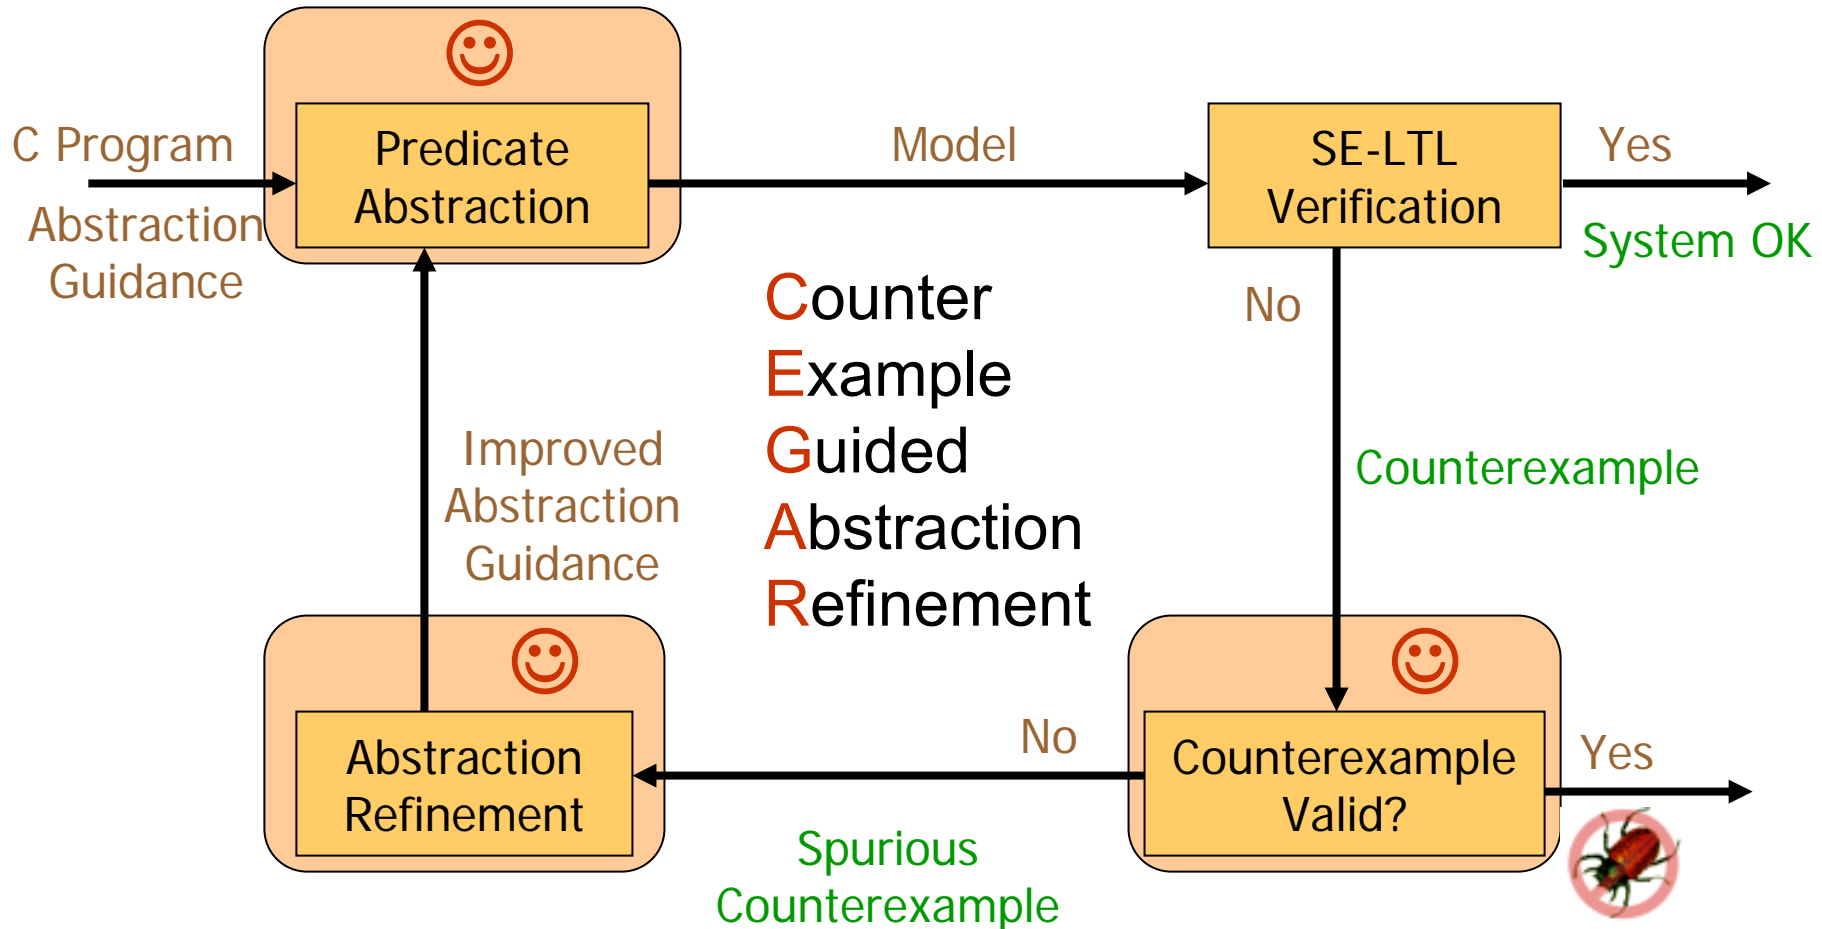 C Program
Abstraction
Guidance
Predicate
Abstraction
Model
SE-LTL
Verification
Yes
System OK
No
Counter
Example
Guided
Abstraction
Refinement
Improved
Abstraction
Guidance
Counterexample
Abstraction
Refinement
No
Spurious
Counterexample
Counterexample
Valid?
Yes